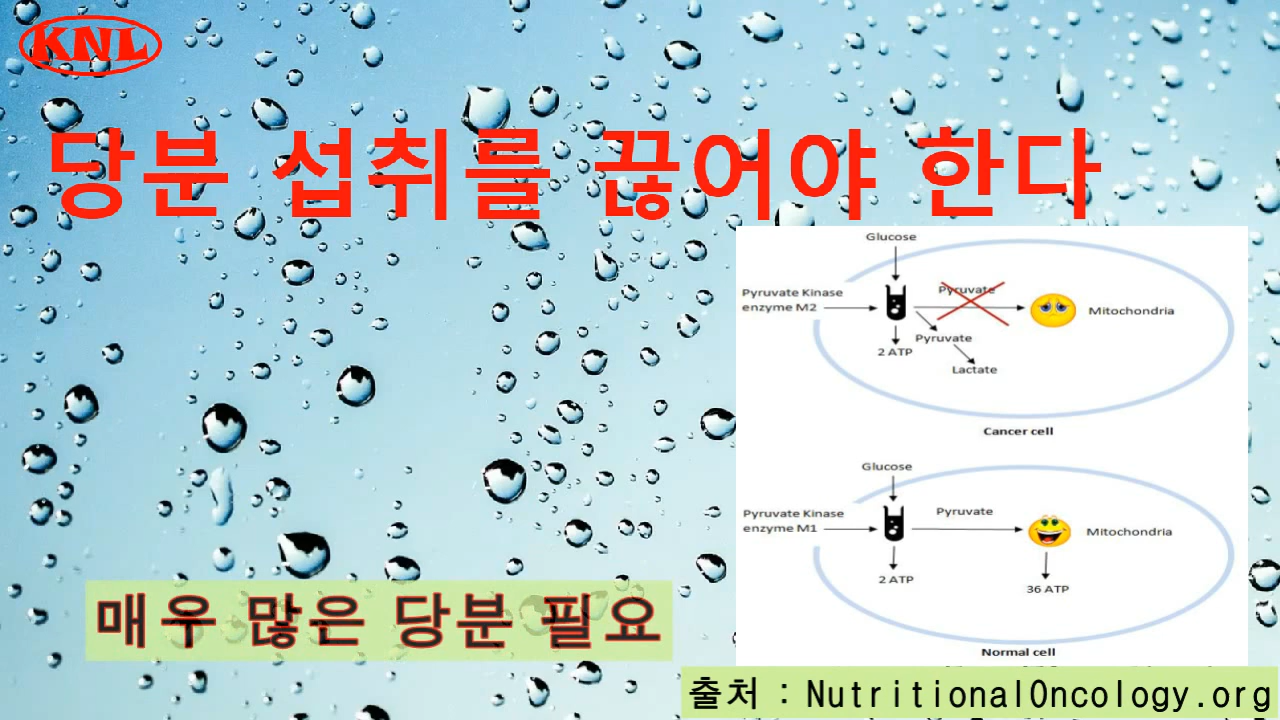 KNL
당분 섭취를 끊어야 한다
Glucose
Pyruvate Kinase
enzyme M2
Pyruvate
Mitochondria
Pyruvate
2 ATP
Lactate
Cancer cell
Glucose
Pyruvate Kinase
enzyme M1
Pyruvate
Mitochondria
2 ATP
36 ATP
Normal cell
매우 많은 당분 필요
출처 : NutritionalOncology.org